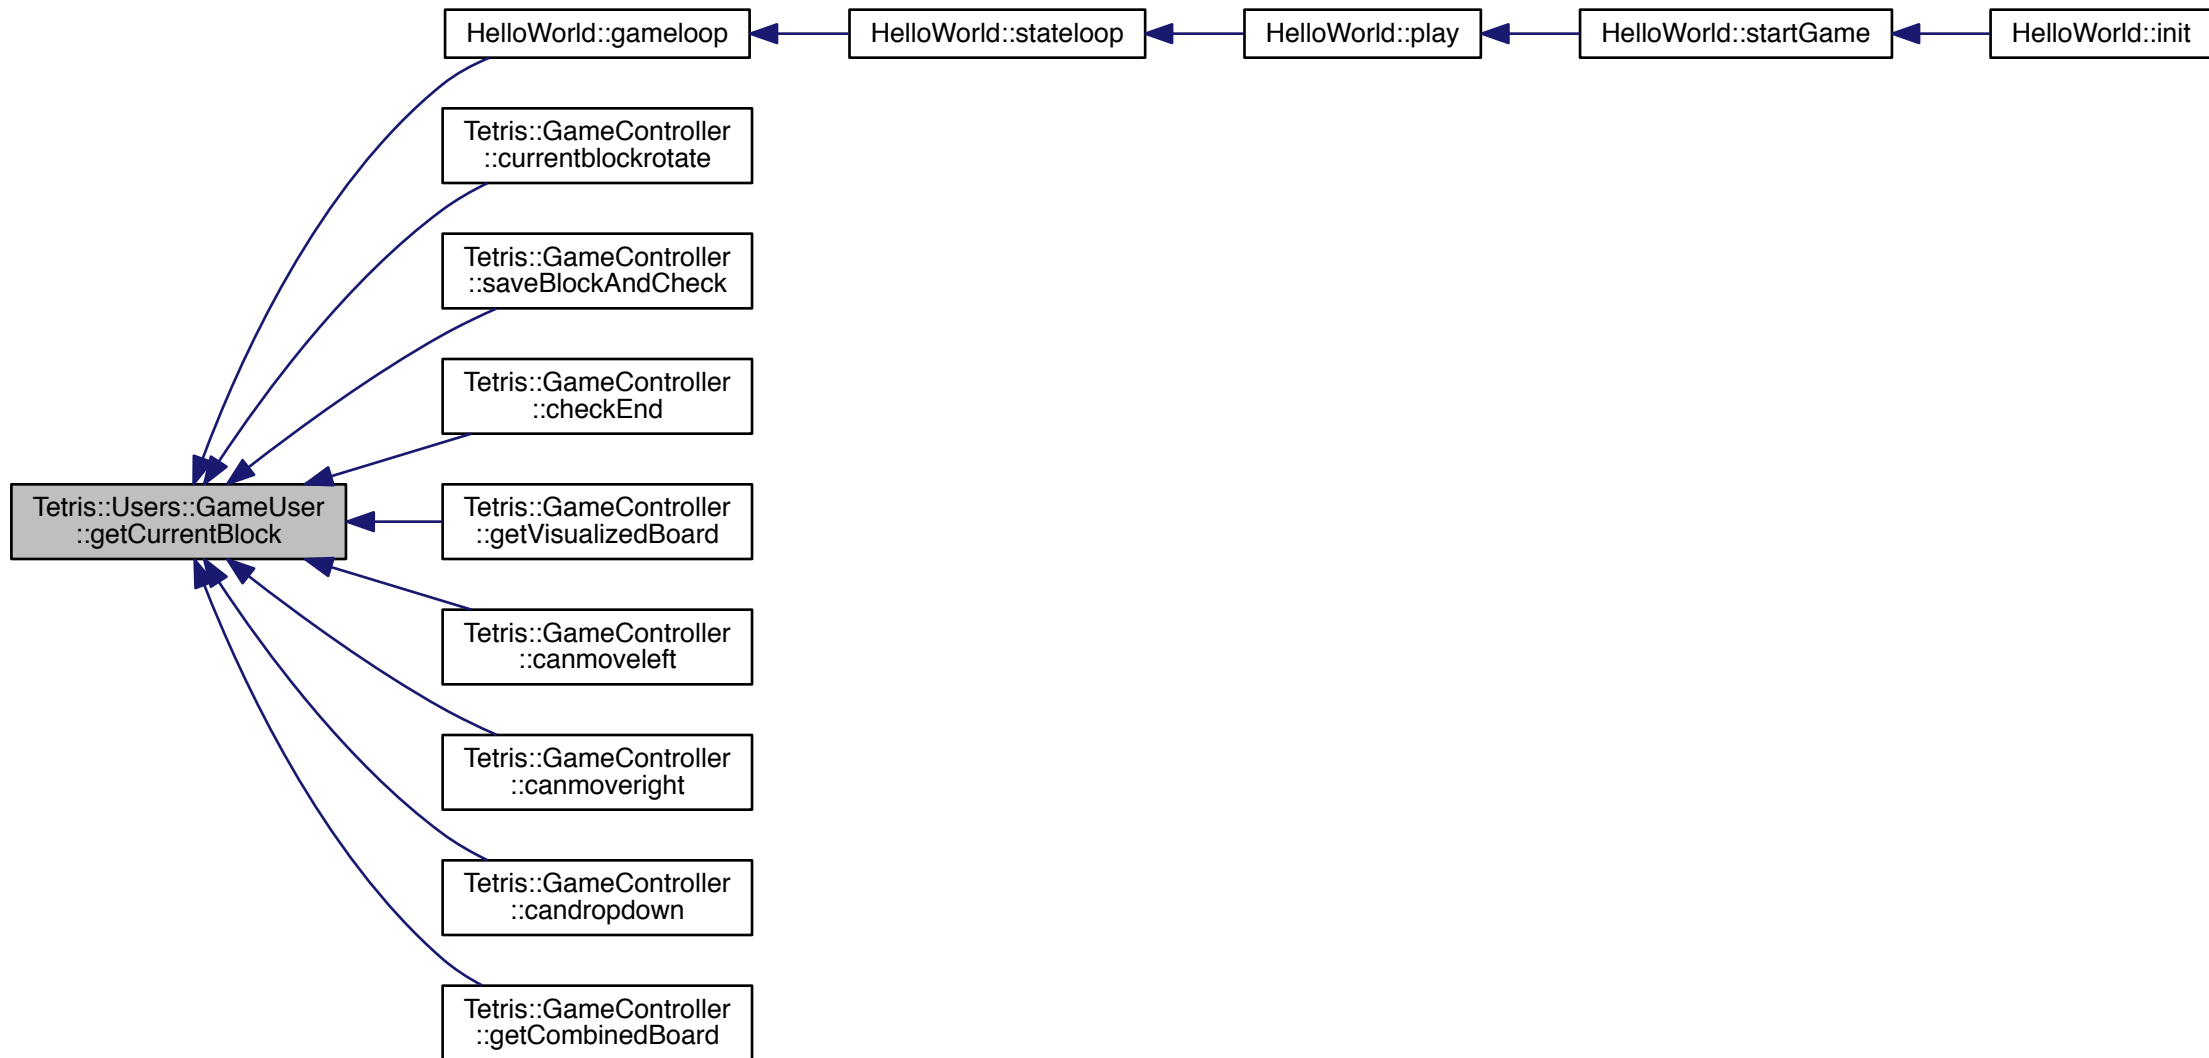 HelloWorld::gameloop
HelloWorld::stateloop
HelloWorld::play
HelloWorld::startGame
HelloWorld::init
Tetris::GameController
::currentblockrotate
Tetris::GameController
::saveBlockAndCheck
Tetris::GameController
::checkEnd
Tetris::Users::GameUser
::getCurrentBlock
Tetris::GameController
::getVisualizedBoard
Tetris::GameController
::canmoveleft
Tetris::GameController
::canmoveright
Tetris::GameController
::candropdown
Tetris::GameController
::getCombinedBoard